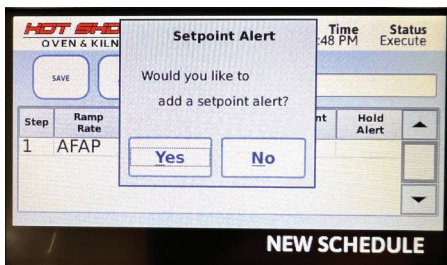 HOT SHO
OVEN & KILN
Time
:48 PM
Status
Execute
SAVE
Setpoint Alert
Would you like to
add a setpoint alert?
Yes
No
Step
Ramp
Rate
nt
Hold
Alert
1
AFAP
NEW SCHEDULE